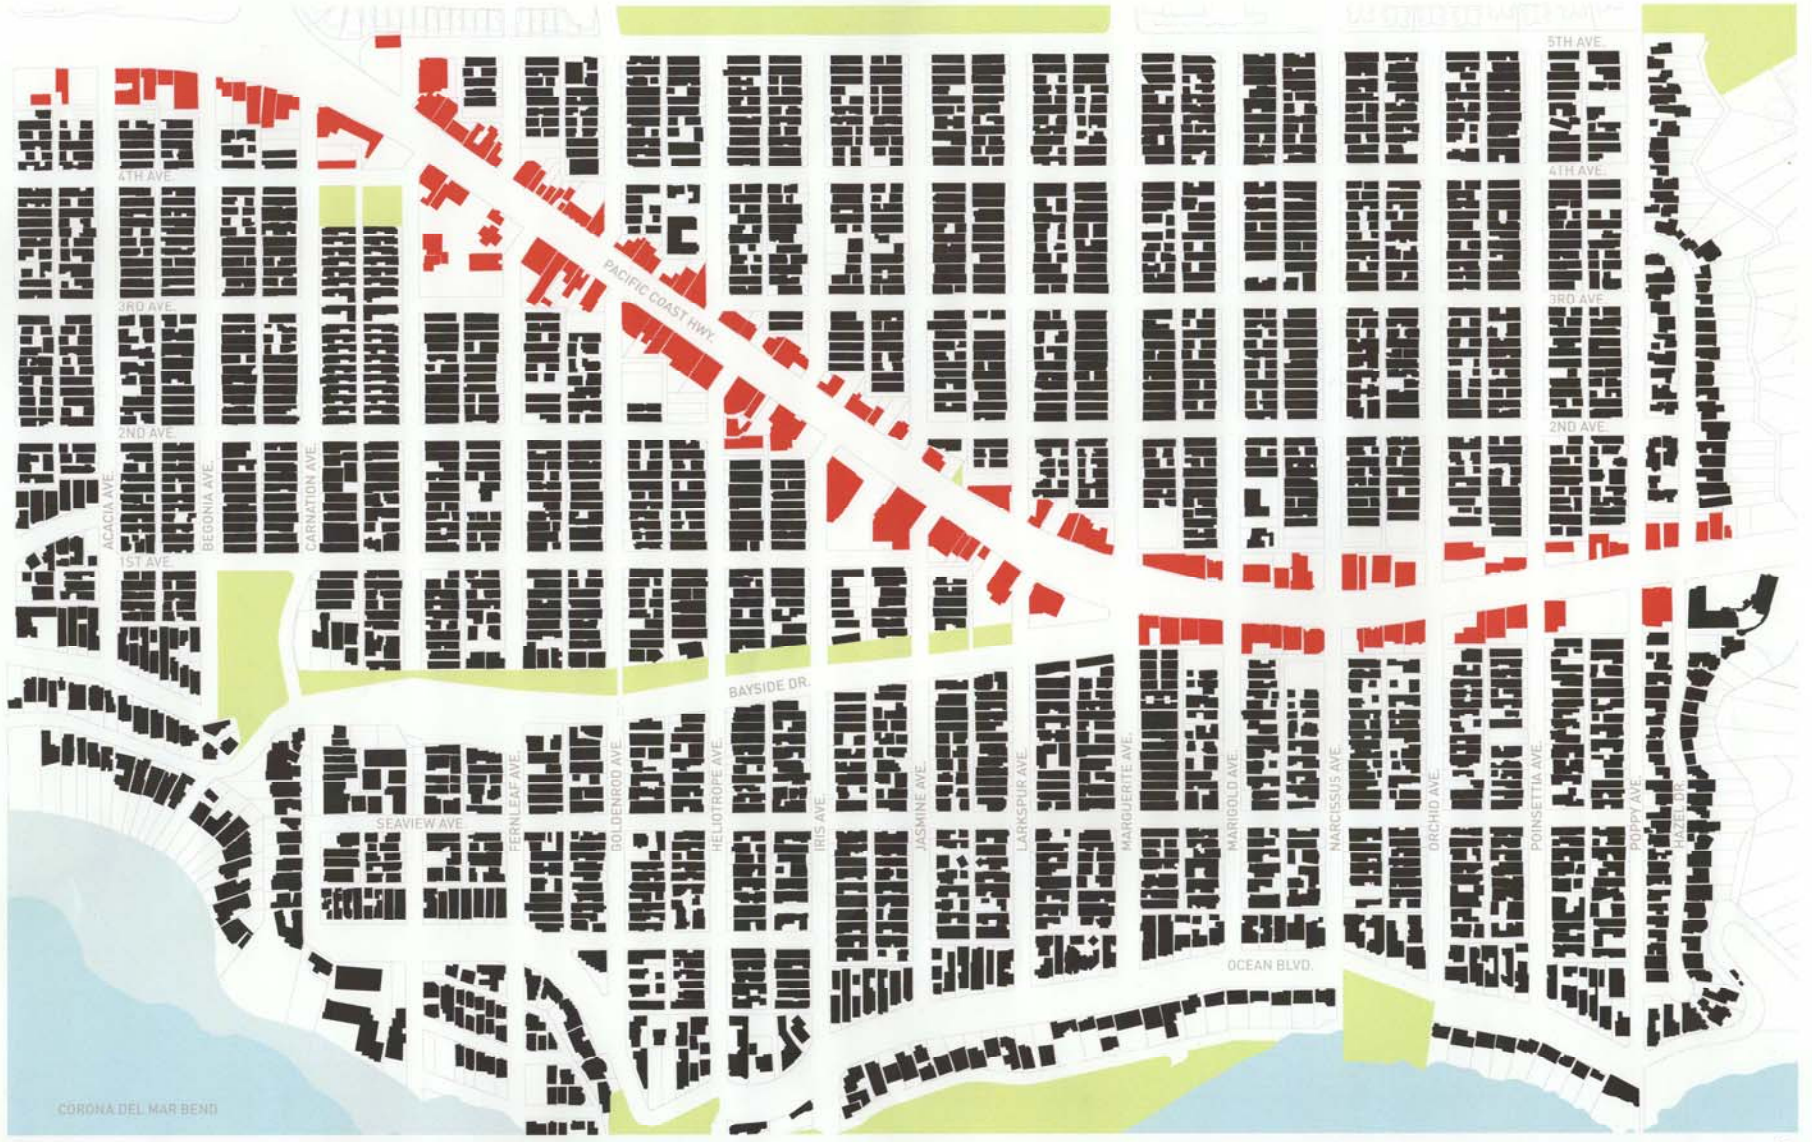 5TH AVE.
4TH AVE.
4TH AVE.
PACIFIC COAST HWY.
3RD AVE.
3RD AVE.
2ND AVE.
2ND AVE.
ACACIA AVE.
BEGONIA AVE.
CARNATION AVE.
1ST AVE.
BAYSIDE DR.
SEAVIEW AVE.
FERNLEAF AVE.
GOLDENROD AVE.
HELIOTROPE AVE.
IRIS AVE.
JASMINE AVE.
LARKSPUR AVE.
MARGUERITE AVE.
MARIGOLD AVE.
NARCISSUS AVE.
ORCHID AVE.
POINSETTIA AVE.
POPPY AVE.
HAZEL DR.
OCEAN BLVD.
CORONA DEL MAR BEND